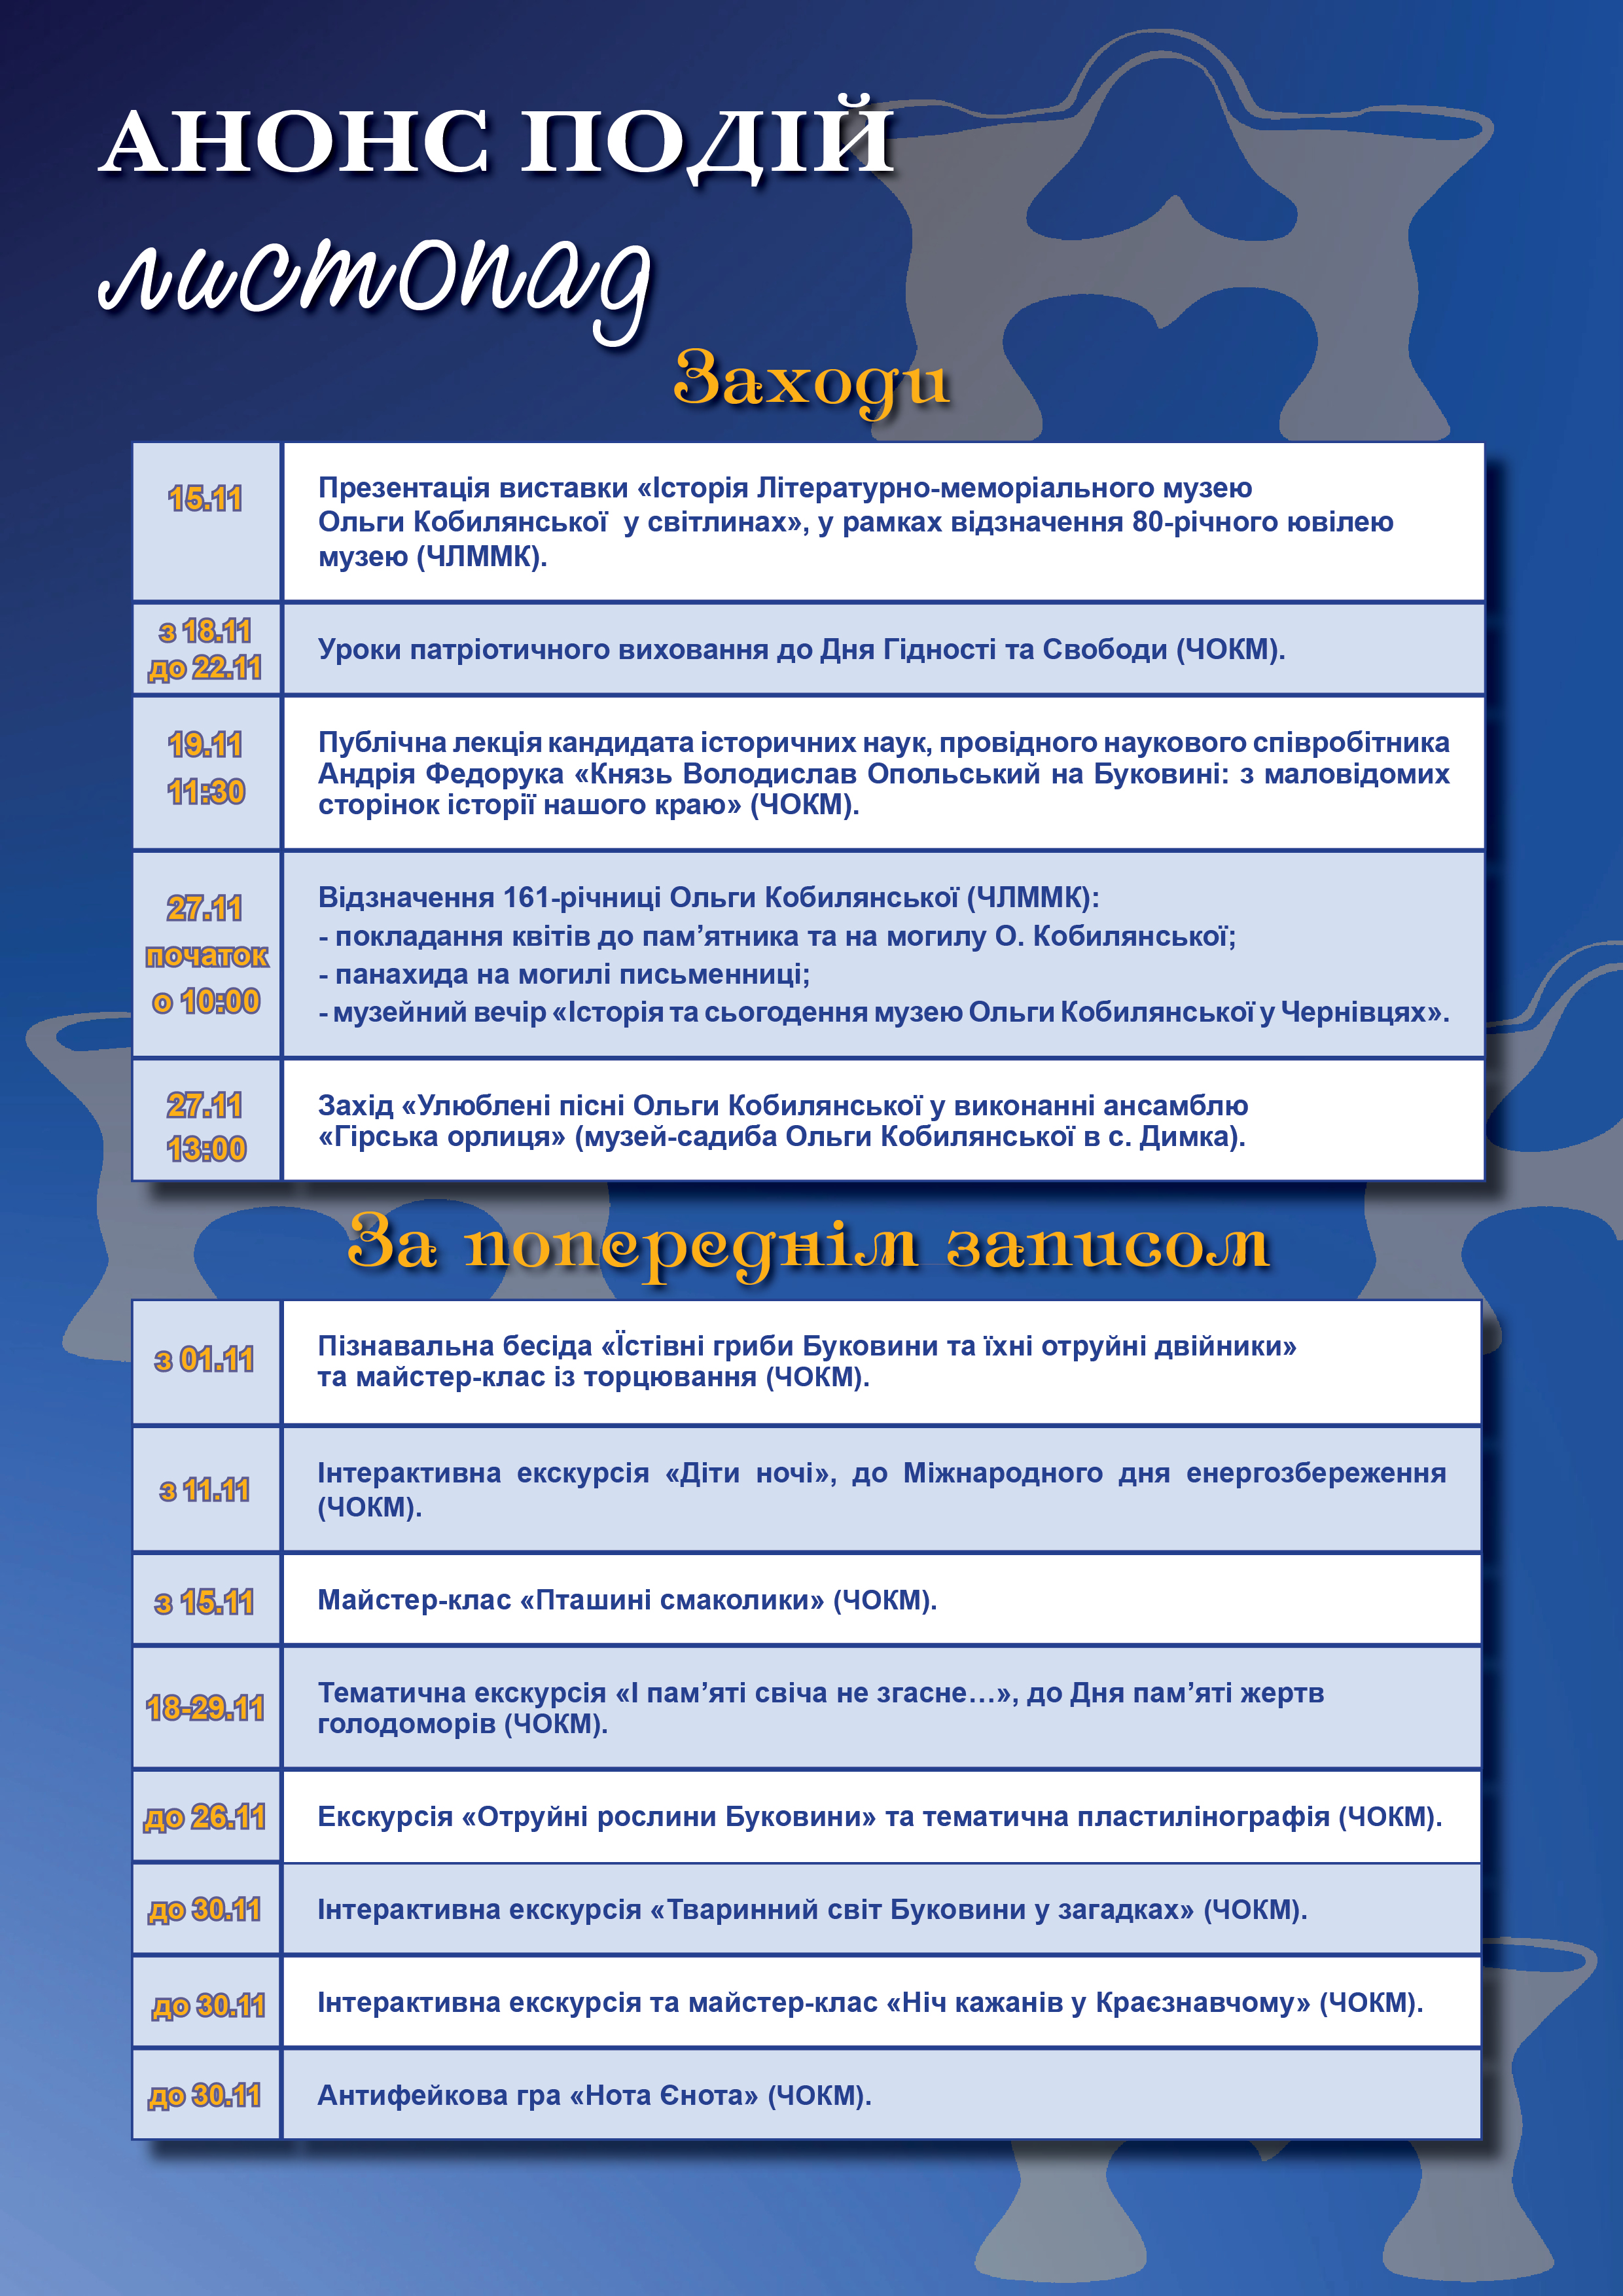 АНОНС ПОДІЙ
листопад
Заходи
15.11
Презентація виставки «Історія Літературно-меморіального музею
Ольги Кобилянської у світлинах», у рамках відзначення 80-річного ювілею
музею (ЧЛММК).
з 18.11
до 22.11
Уроки патріотичного виховання до Дня Гідності та Свободи (ЧОКМ).
19.11
11:30
Публічна лекція кандидата історичних наук, провідного наукового співробітника
Андрія Федорука «Князь Володислав Опольський на Буковині: з маловідомих
сторінок історії нашого краю» (ЧОКМ).
27.11
початок
о 10:00
Відзначення 161-річниці Ольги Кобилянської (ЧЛММК):
- покладання квітів до пам’ятника та на могилу О. Кобилянської;
- панахида на могилі письменниці;
- музейний вечір «Історія та сьогодення музею Ольги Кобилянської у Чернівцях».
27.11
13:00
Захід «Улюблені пісні Ольги Кобилянської у виконанні ансамблю
«Гірська орлиця» (музей-садиба Ольги Кобилянської в с. Димка).
За попереднім записом
з 01.11
Пізнавальна бесіда «Їстівні гриби Буковини та їхні отруйні двійники»
та майстер-клас із торцювання (ЧОКМ).
з 11.11
Інтерактивна екскурсія «Діти ночі», до Міжнародного дня енергозбереження
(ЧОКМ).
з 15.11
Майстер-клас «Пташині смаколики» (ЧОКМ).
18-29.11
Тематична екскурсія «І пам’яті свіча не згасне…», до Дня пам’яті жертв
голодоморів (ЧОКМ).
до 26.11
Екскурсія «Отруйні рослини Буковини» та тематична пластилінографія (ЧОКМ).
до 30.11
Інтерактивна екскурсія «Тваринний світ Буковини у загадках» (ЧОКМ).
до 30.11
Інтерактивна екскурсія та майстер-клас «Ніч кажанів у Краєзнавчому» (ЧОКМ).
до 30.11
Антифейкова гра «Нота Єнота» (ЧОКМ).